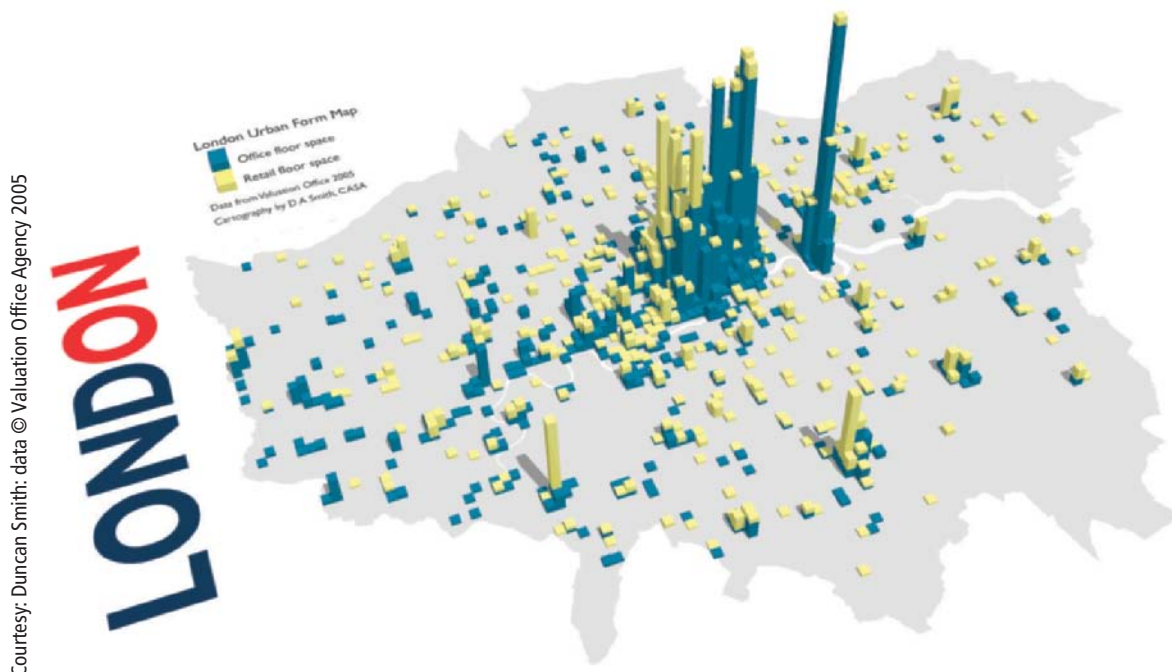 London Urban Form Map
Office floor space
Retail floor space
Data from Valuation Office 2005
Cartography by D A Smith, CASA
LONDON
Courtesy: Duncan Smith: data © Valuation Office Agency 2005